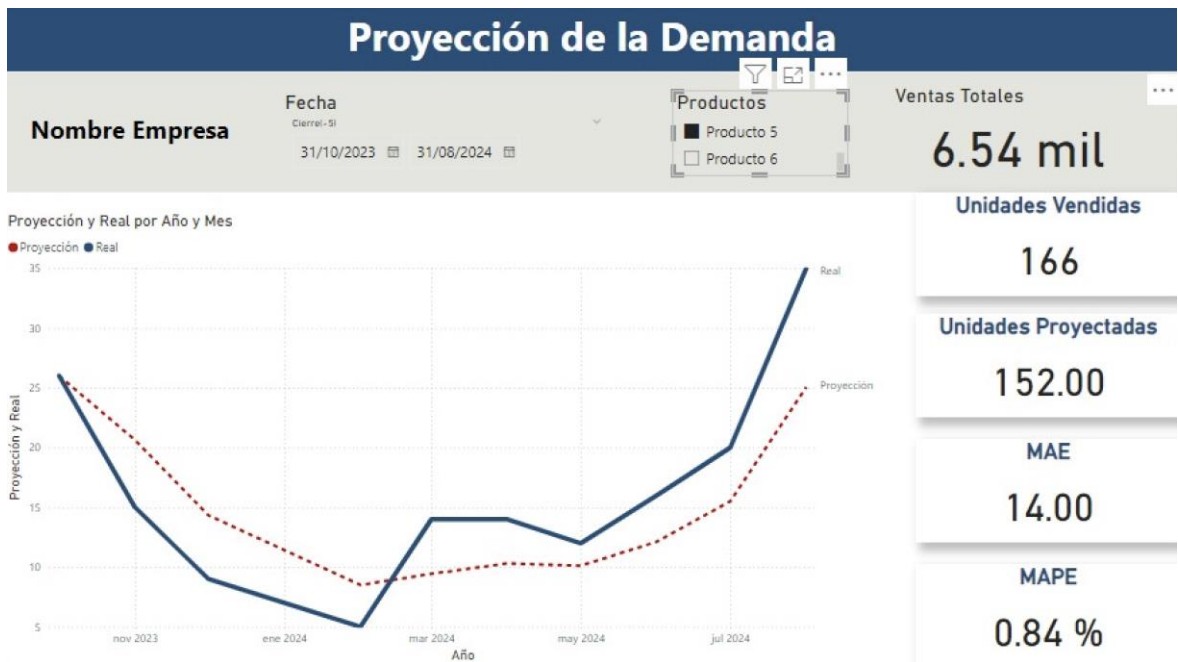 Proyección de la Demanda
Nombre Empresa
Fecha
31/10/2023
31/08/2024
Productos
Producto 5
Producto 6
Ventas Totales
6.54 mil
Unidades Vendidas
166
Unidades Proyectadas
152.00
MAE
14.00
MAPE
0.84 %
Proyección y Real por Año y Mes
Proyección Real
Proyección y Real
35
30
25
20
15
10
5
Real
Proyección
nov 2023
ene 2024
mar 2024
may 2024
jul 2024
Año